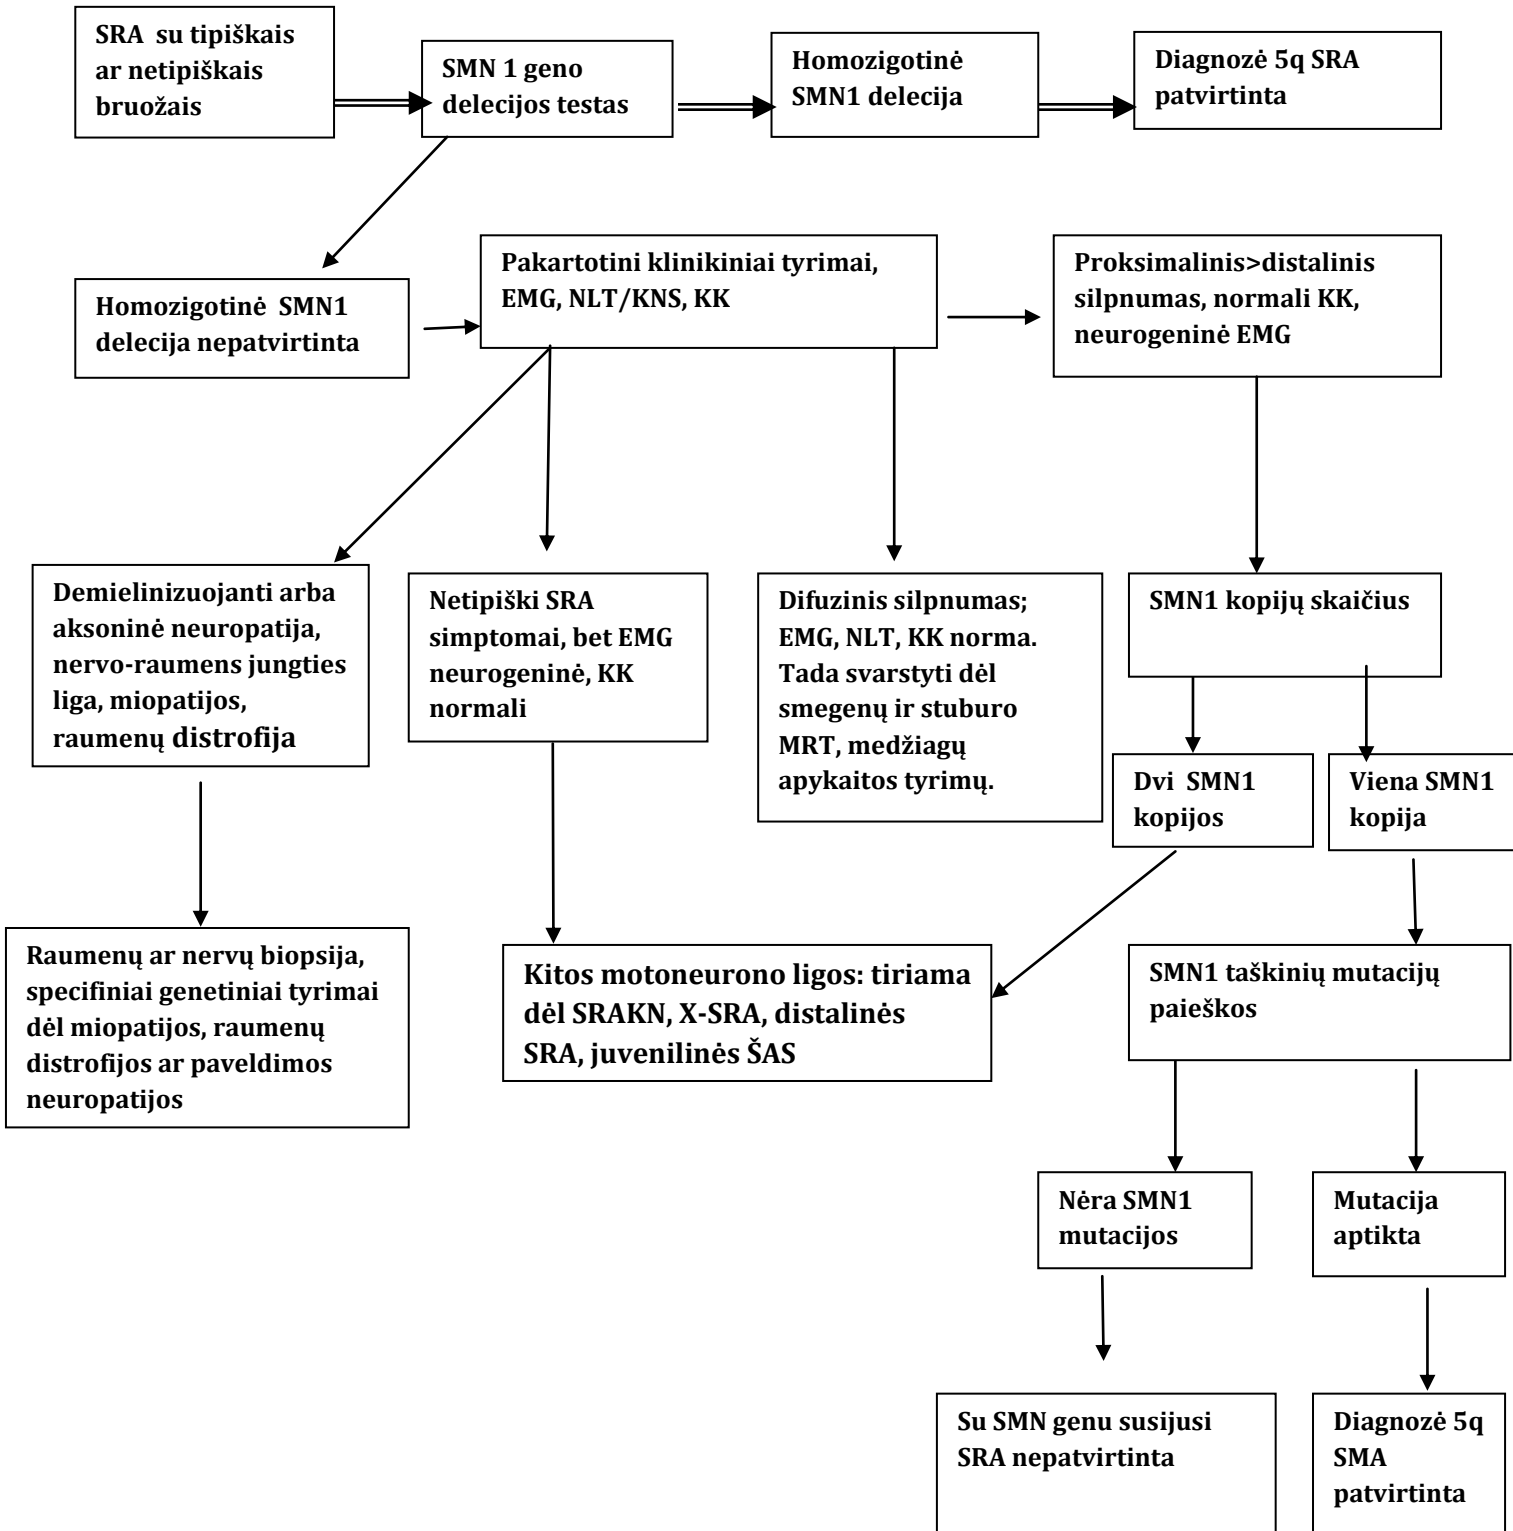 SRA su tipiškais
ar netipiškais
bruožais
SMN 1 geno
delecijos testas
Homozigotinė
SMN1 delecija
Diagnozė 5q SRA
patvirtinta
Homozigotinė SMN1
delecija nepatvirtinta
Pakartotini klinikiniai tyrimai,
EMG, NLT/KNS, KK
Proksimalinis>distalinis
silpnumas, normali KK,
neurogeninė EMG
Demielinizuojanti arba
aksoninė neuropatija,
nervo-raumens jungties
liga, miopatijos,
raumenų distrofija
Netipiški SRA
simptomai, bet EMG
neurogeninė, KK
normali
Difuzinis silpnumas;
EMG, NLT, KK norma.
Tada svarstyti dėl
smegenų ir stuburo
MRT, medžiagų
apykaitos tyrimų.
SMN1 kopijų skaičius
Dvi SMN1
kopijos
Viena SMN1
kopija
Raumenų ar nervų biopsija,
specifiniai genetiniai tyrimai
dėl miopatijos, raumenų
distrofijos ar paveldimos
neuropatijos
Kitos motoneurono ligos: tiriama
dėl SRAKN, X-SRA, distalinės
SRA, juvenilinės ŠAS
SMN1 taškinių mutacijų
paieškos
Nėra SMN1
mutacijos
Mutacija
aptikta
Su SMN genu susijusi
SRA nepatvirtinta
Diagnozė 5q
SMA
patvirtinta